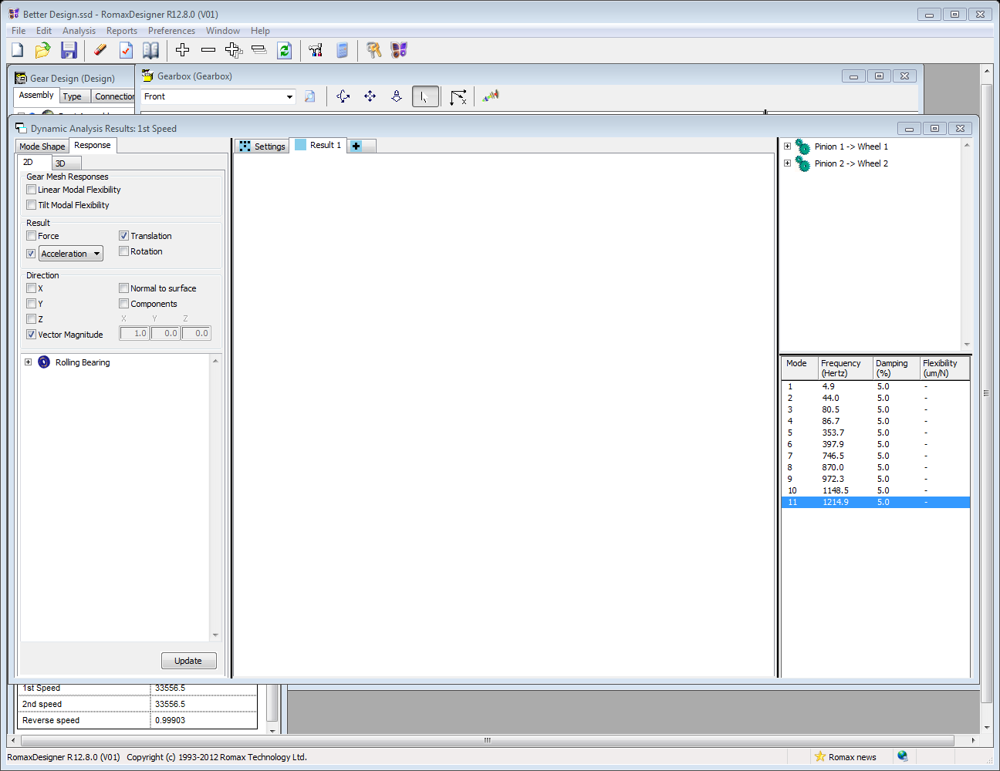 Better Design.ssd - RomaxDesigner R12.8.0 (V01)
File Edit Analysis Reports Preferences Window Help
Gear Design (Design)
Assembly Type Connection
Gearbox (Gearbox)
Front
Dynamic Analysis Results: 1st Speed
Mode Shape Response
2D 3D
Gear Mesh Responses
Linear Modal Flexibility
Tilt Modal Flexibility
Result
Force Translation
Acceleration Rotation
Direction
X Normal to surface
Y Components
Z X Y Z
Vector Magnitude 1.0 0.0 0.0
Rolling Bearing
Update
Settings Result 1
Pinion 1 -> Wheel 1
Pinion 2 -> Wheel 2
Mode Frequency (Hertz) Damping (%) Flexibility (um/N)
1 4.9 5.0 -
2 44.0 5.0 -
3 80.5 5.0 -
4 86.7 5.0 -
5 353.7 5.0 -
6 397.9 5.0 -
7 746.5 5.0 -
8 870.0 5.0 -
9 972.3 5.0 -
10 1148.5 5.0 -
11 1214.9 5.0 -
1st Speed 33556.5
2nd speed 33556.5
Reverse speed 0.99903
RomaxDesigner R12.8.0 (V01) Copyright (c) 1993-2012 Romax Technology Ltd.
Romax news